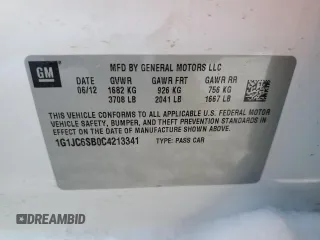 GM
MFD BY GENERAL MOTORS LLC
DATE GVWR GAWR FRT GAWR RR
06/12 1682 KG 926 KG 756 KG
3708 LB 2041 LB 1667 LB
THIS VEHICLE CONFORMS TO ALL APPLICABLE U.S. FEDERAL MOTOR
VEHICLE SAFETY, BUMPER, AND THEFT PREVENTION STANDARDS IN
EFFECT ON THE DATE OF MANUFACTURE SHOWN ABOVE.
1G1JC6SB0C4213341 TYPE: PASS CAR
AUTOHELPERBOT.COM